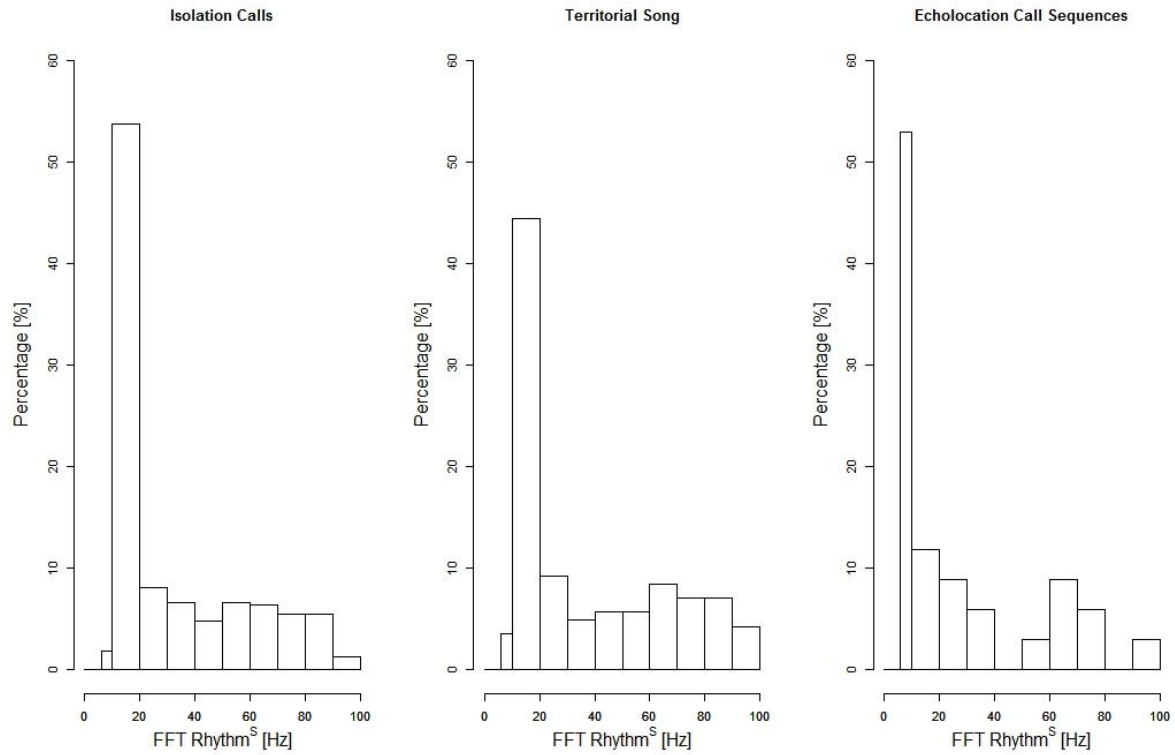 Isolation Calls
60
50
40
30
20
10
0
Percentage [%]
0 20 40 60 80 100
FFT Rhythm^S [Hz]
Territorial Song
60
50
40
30
20
10
0
Percentage [%]
0 20 40 60 80 100
FFT Rhythm^S [Hz]
Echolocation Call Sequences
60
50
40
30
20
10
0
Percentage [%]
0 20 40 60 80 100
FFT Rhythm^S [Hz]